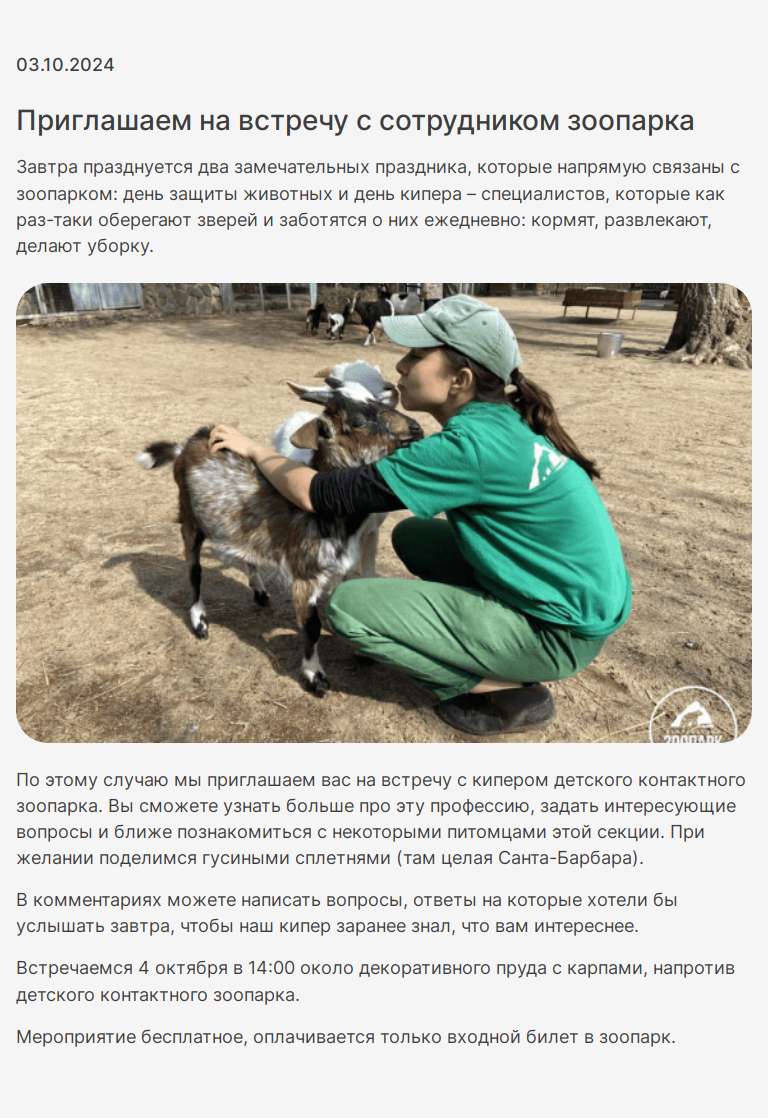 03.10.2024
Приглашаем на встречу с сотрудником зоопарка
Завтра празднуется два замечательных праздника, которые напрямую связаны с
зоопарком: день защиты животных и день кипера – специалистов, которые как
раз-таки оберегают зверей и заботятся о них ежедневно: кормят, развлекают,
делают уборку.
ЗООПАРК
По этому случаю мы приглашаем вас на встречу с кипером детского контактного
зоопарка. Вы сможете узнать больше про эту профессию, задать интересующие
вопросы и ближе познакомиться с некоторыми питомцами этой секции. При
желании поделимся гусиными сплетнями (там целая Санта-Барбара).
В комментариях можете написать вопросы, ответы на которые хотели бы
услышать завтра, чтобы наш кипер заранее знал, что вам интереснее.
Встречаемся 4 октября в 14:00 около декоративного пруда с карпами, напротив
детского контактного зоопарка.
Мероприятие бесплатное, оплачивается только входной билет в зоопарк.